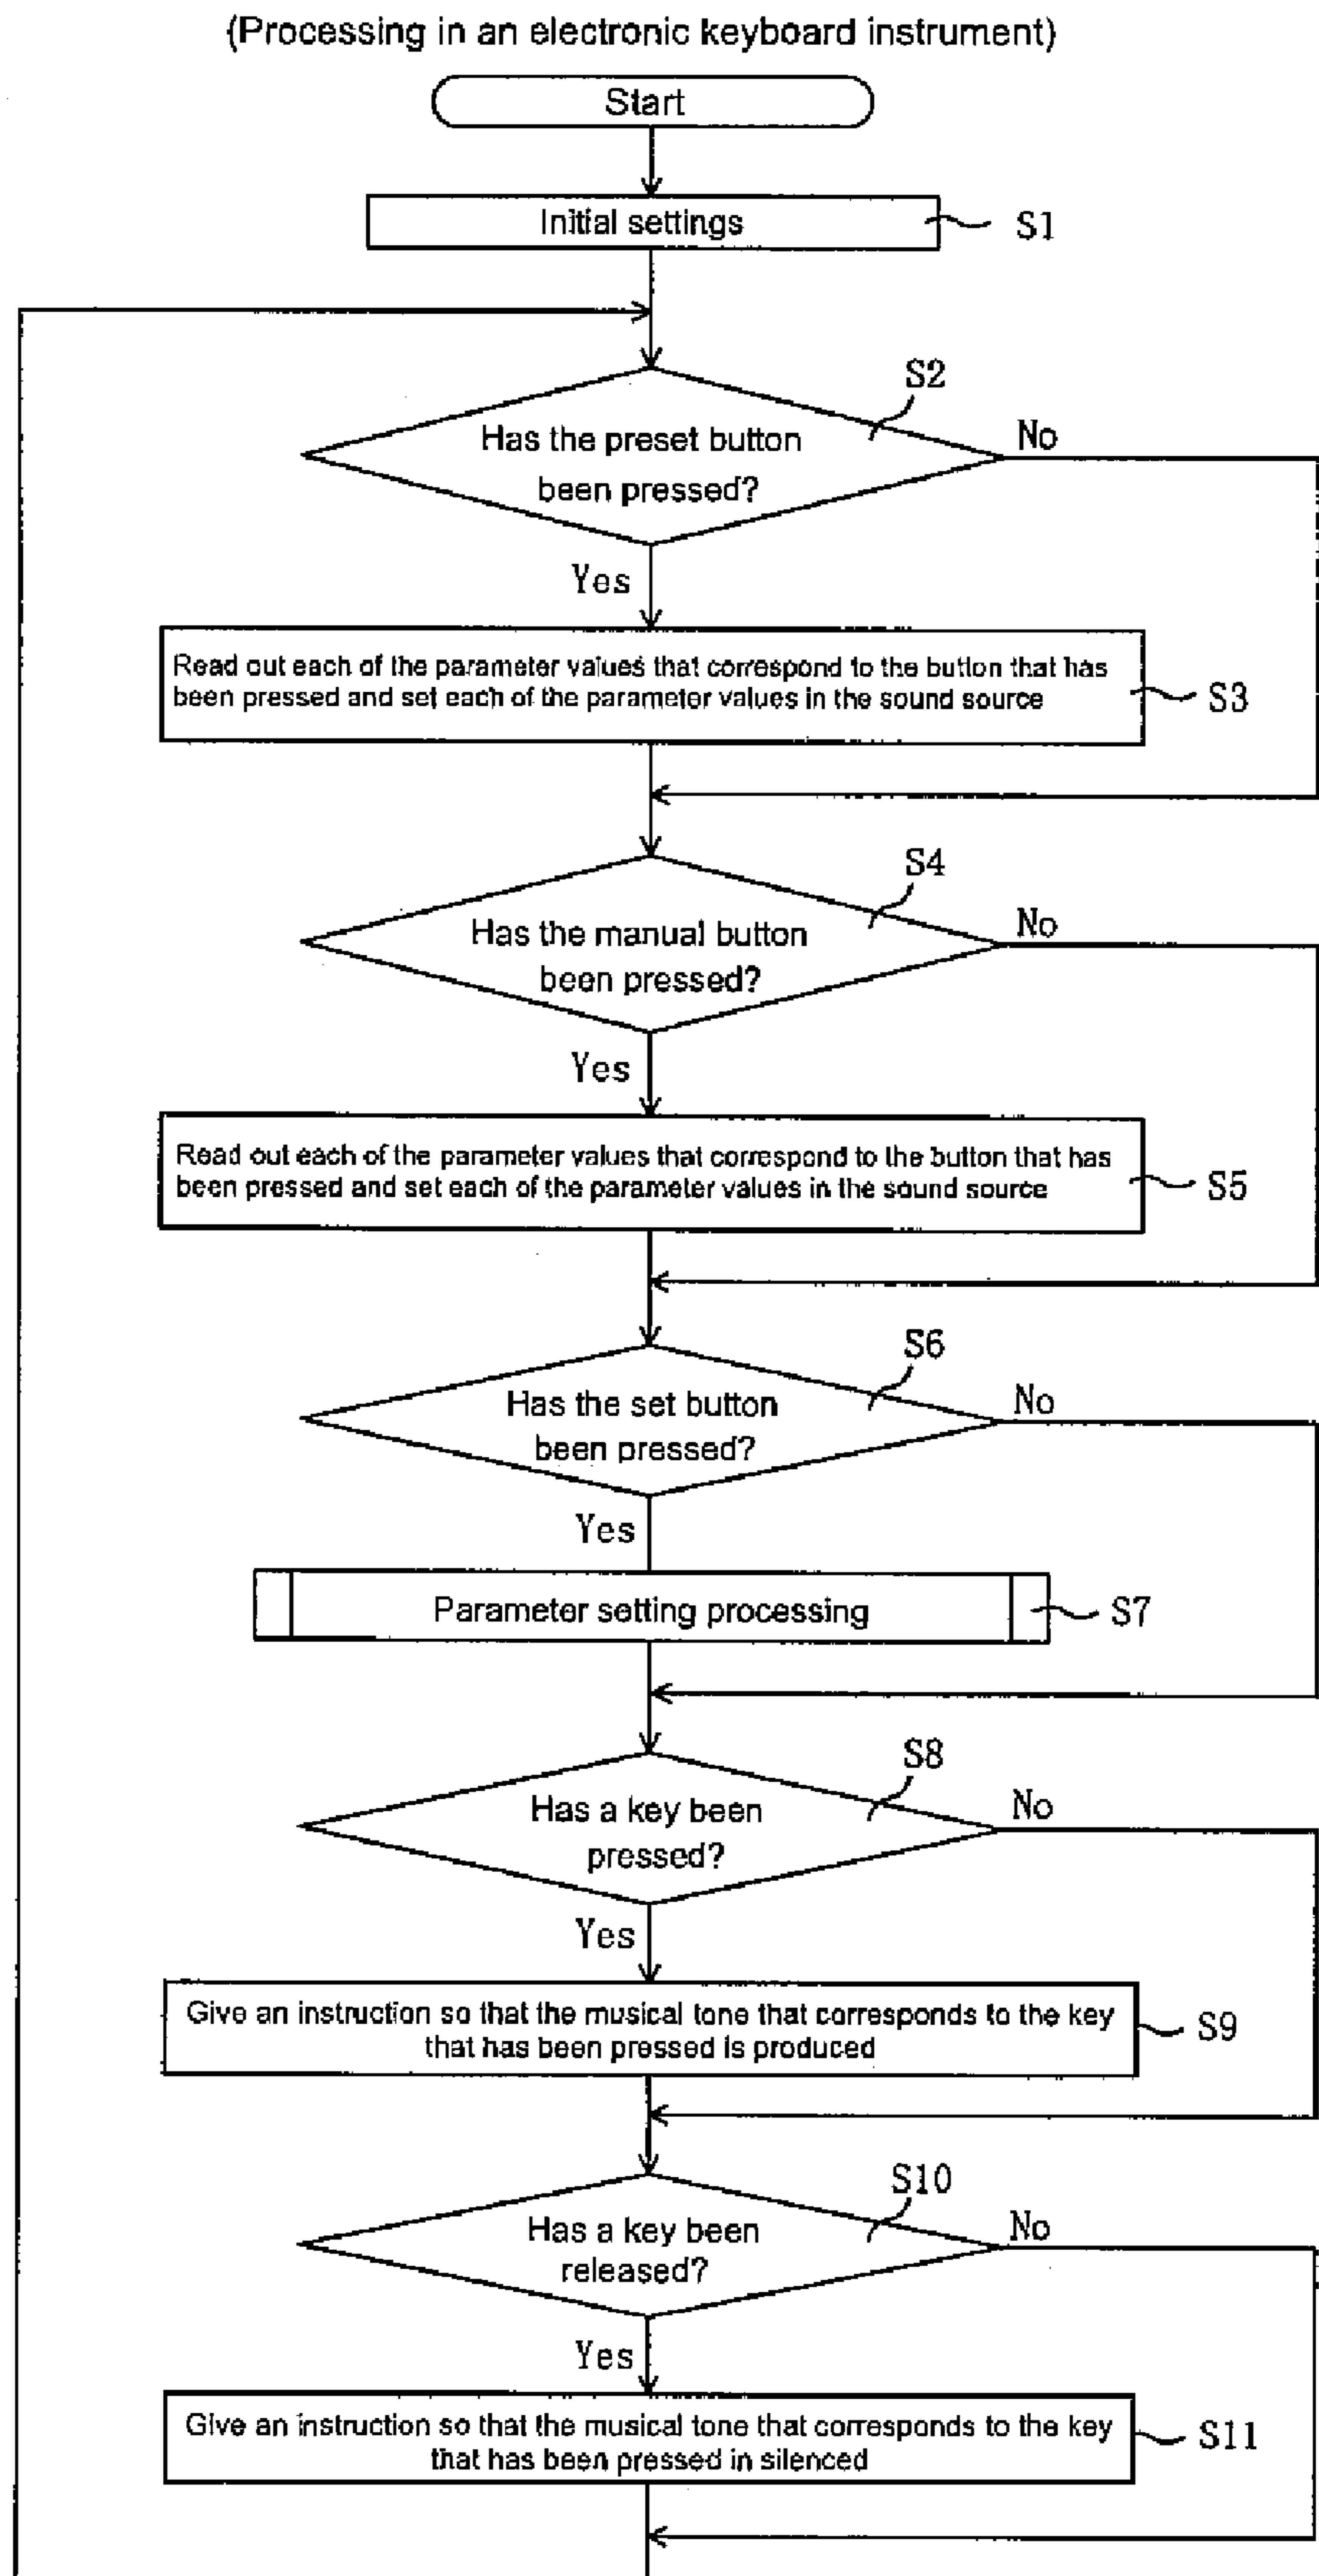 (Processing in an electronic keyboard instrument)
Start
Initial settings
S1
S2
Has the preset button
been pressed?
No
Yes
Read out each of the parameter values that correspond to the button that has
been pressed and set each of the parameter values in the sound source
S3
S4
Has the manual button
been pressed?
No
Yes
Read out each of the parameter values that correspond to the button that has
been pressed and set each of the parameter values in the sound source
S5
S6
Has the set button
been pressed?
No
Yes
Parameter setting processing
S7
S8
Has a key been
pressed?
No
Yes
Give an instruction so that the musical tone that corresponds to the key
that has been pressed is produced
S9
S10
Has a key been
released?
No
Yes
Give an instruction so that the musical tone that corresponds to the key
that has been pressed in silenced
S11